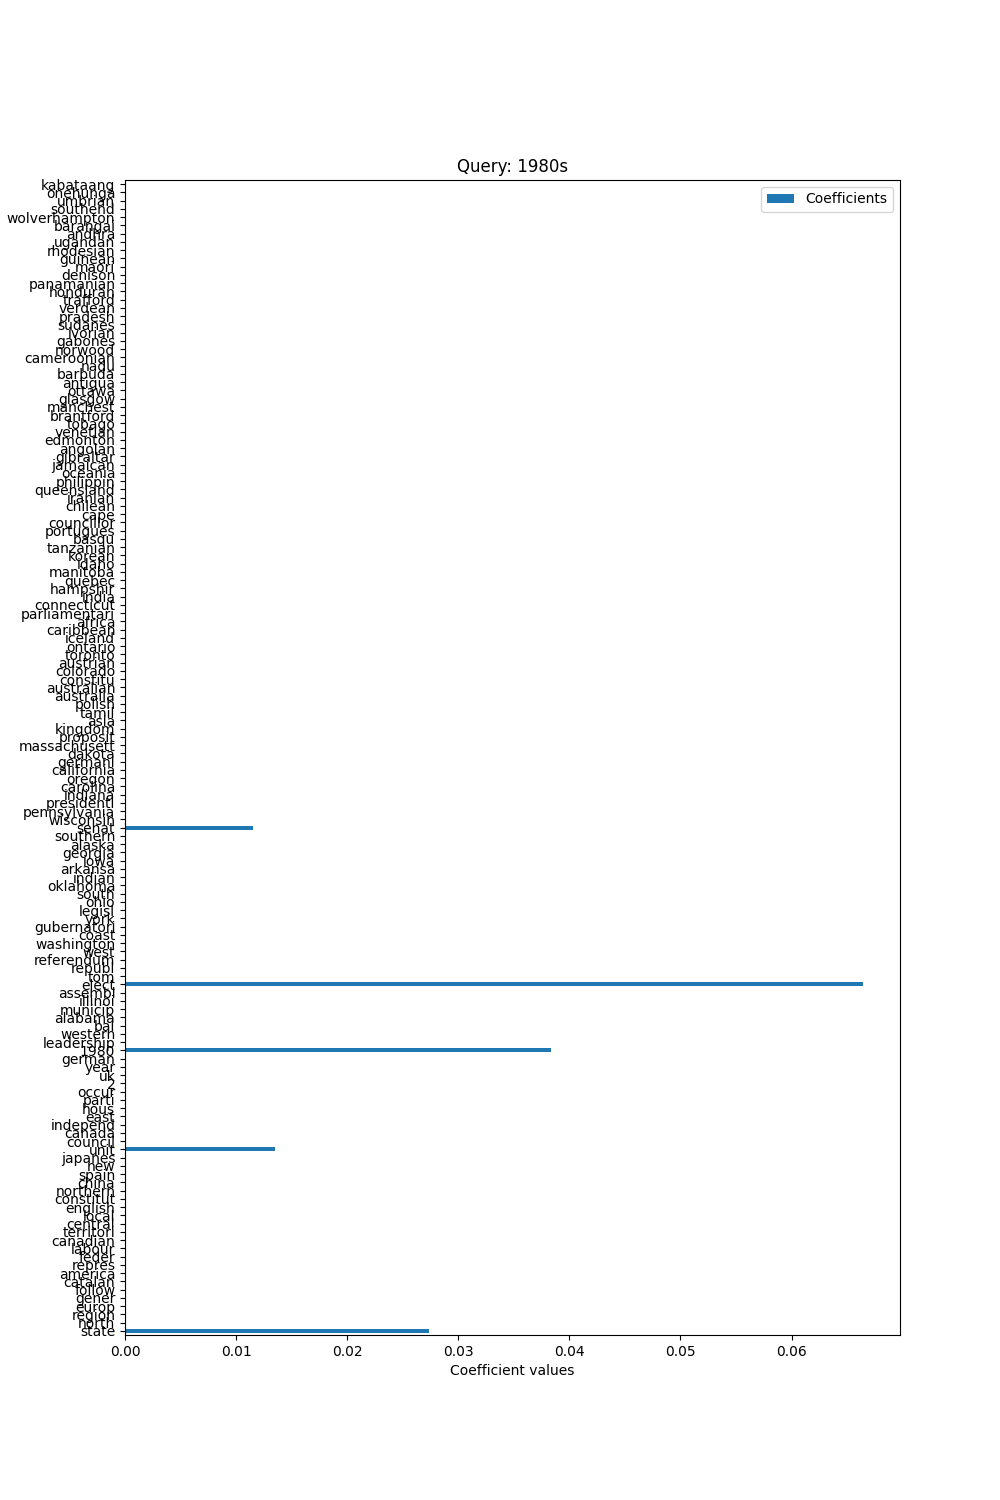 Query: 1980s
Coefficients
kabataang
onehunga
umbrian
southend
wolverhampton
barangai
andhra
ugandan
rhodesian
guinean
maori
denison
panamanian
honduran
trafford
verdean
pradesh
sudanes
ivorian
gabones
norwood
cameroonian
nadu
barbuda
antigua
ottawa
glasgow
manchest
brantford
tobago
venetian
edmonton
angolan
gibraltar
jamaican
oceania
philippin
queensland
iranian
chilean
cape
councillor
portugues
basqu
tanzanian
korean
idaho
manitoba
quebec
hampshir
india
connecticut
parliamentari
africa
caribbean
iceland
ontario
toronto
austrian
colorado
constitu
australian
australia
polish
tamil
asia
kingdom
proposit
massachusett
dakota
germani
california
oregon
carolina
indiana
presidenti
pennsylvania
wisconsin
senat
southern
alaska
georgia
iowa
arkansa
indian
oklahoma
south
ohio
legisl
york
gubernatori
coast
washington
west
referendum
republ
tom
elect
assembl
illinoi
municip
alabama
bal
western
leadership
1980
german
year
uk
2
occur
parti
hous
east
independ
canada
council
unit
japanes
new
spain
china
northern
constitut
english
local
central
territori
canadian
labour
feder
repres
america
catalan
follow
gener
europ
region
north
state
0.00 0.01 0.02 0.03 0.04 0.05 0.06
Coefficient values